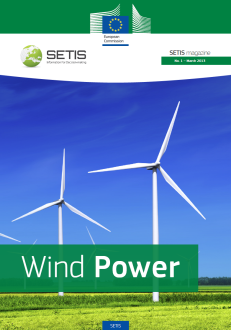 European
Commission
SETIS
SETIS magazine
No. 1 – March 2013
Wind Power
SETIS